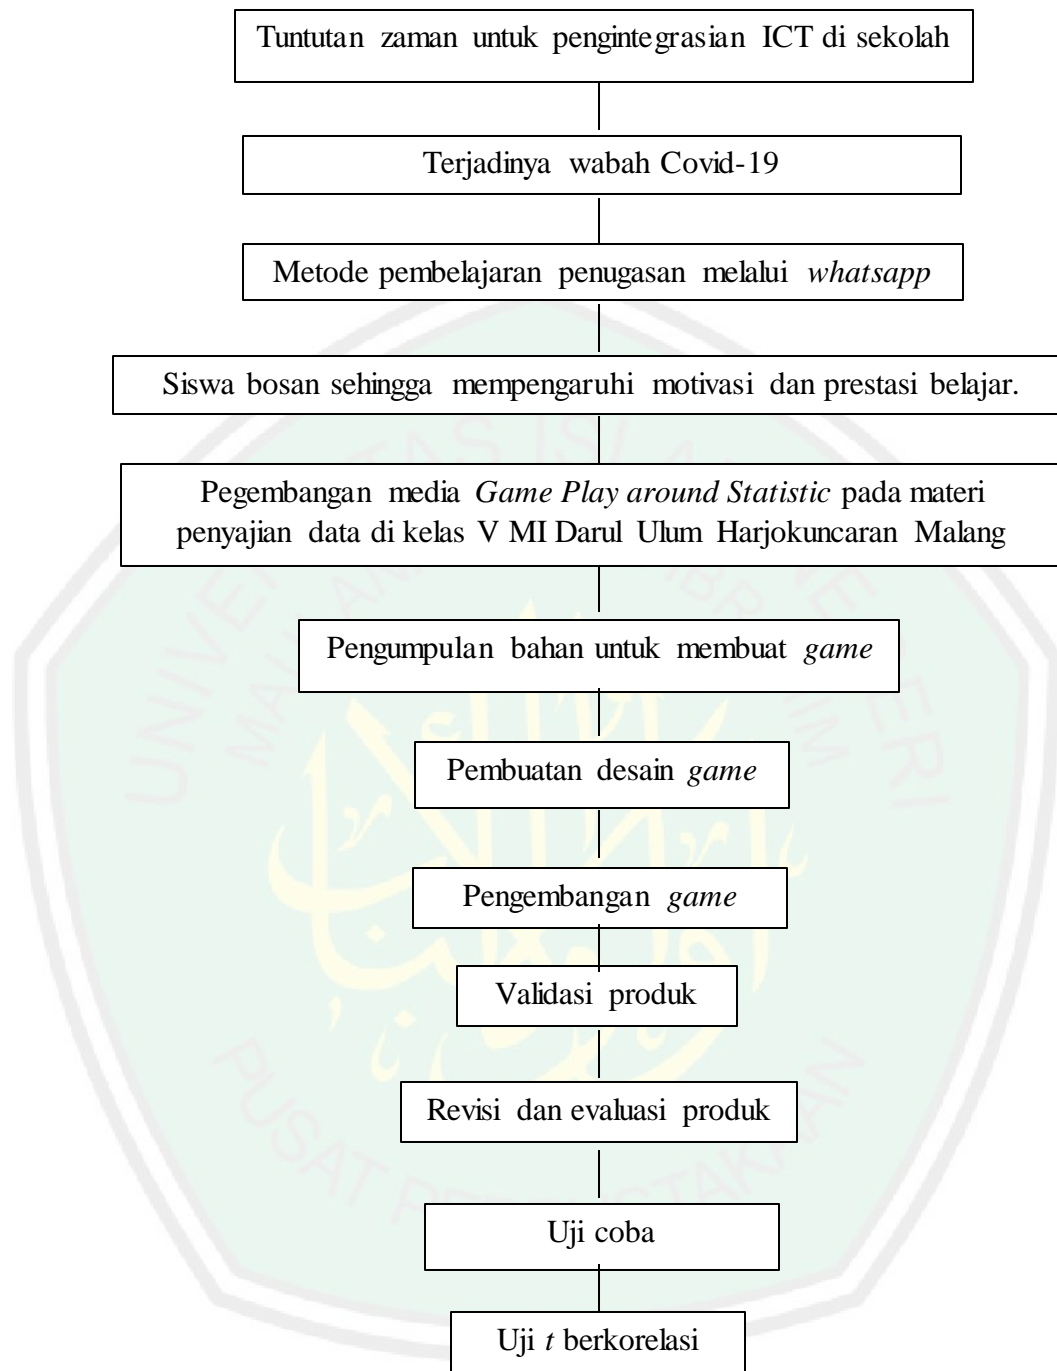 Tuntutan zaman untuk pengintegrasian ICT di sekolah
Terjadinya wabah Covid-19
Metode pembelajaran penugasan melalui whatsapp
Siswa bosan sehingga mempengaruhi motivasi dan prestasi belajar.
Pegembangan media Game Play around Statistic pada materi
penyajian data di kelas V MI Darul Ulum Harjokuncaran Malang
Pengumpulan bahan untuk membuat game
Pembuatan desain game
Pengembangan game
Validasi produk
Revisi dan evaluasi produk
Uji coba
Uji t berkorelasi